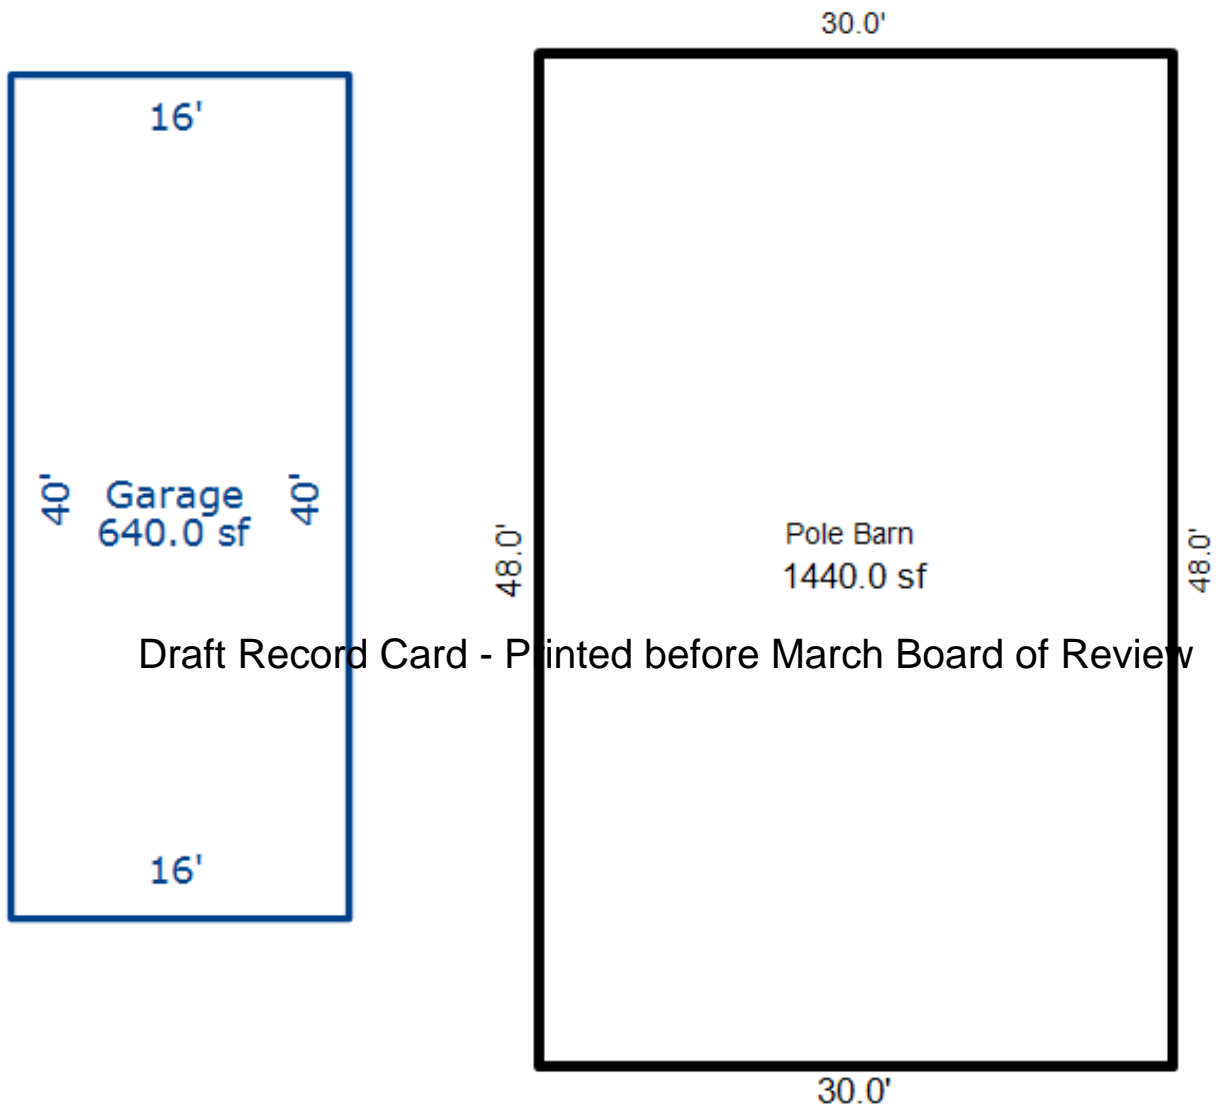 30.0'
16'
40'
Garage
640.0 sf
40'
48.0'
Pole Barn
1440.0 sf
48.0'
Draft Record Card - Printed before March Board of Review
16'
30.0'